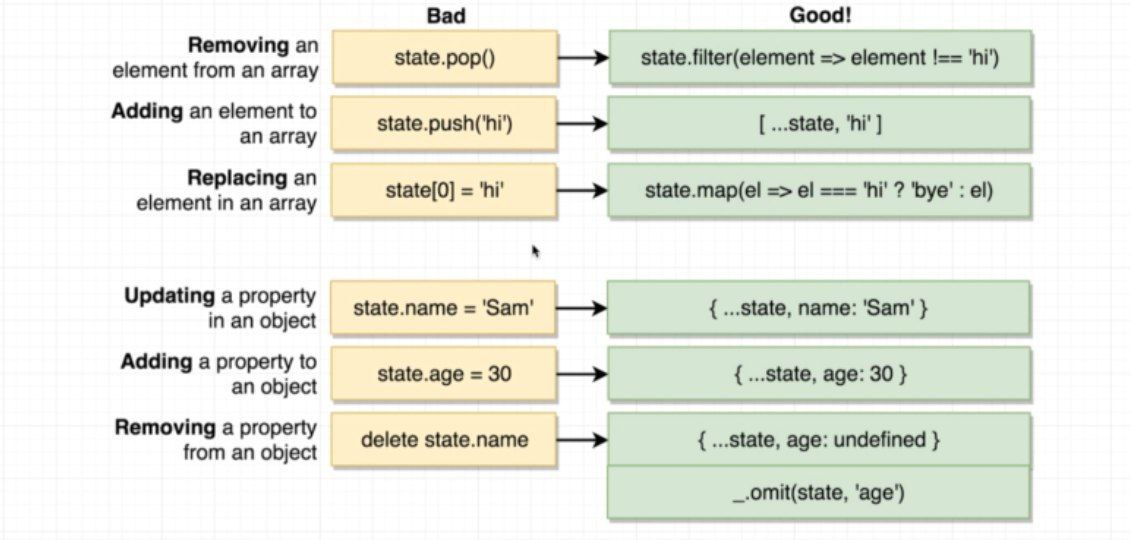 Bad
Good!
Removing an
element from an array
state.pop()
state.filter(element => element !== 'hi')
Adding an element to
an array
state.push('hi')
[ ...state, 'hi' ]
Replacing an
element in an array
state[0] = 'hi'
state.map(el => el === 'hi' ? 'bye' : el)
Updating a property
in an object
state.name = 'Sam'
{ ...state, name: 'Sam' }
Adding a property to
an object
state.age = 30
{ ...state, age: 30 }
Removing a property
from an object
delete state.name
{ ...state, age: undefined }
_.omit(state, 'age')